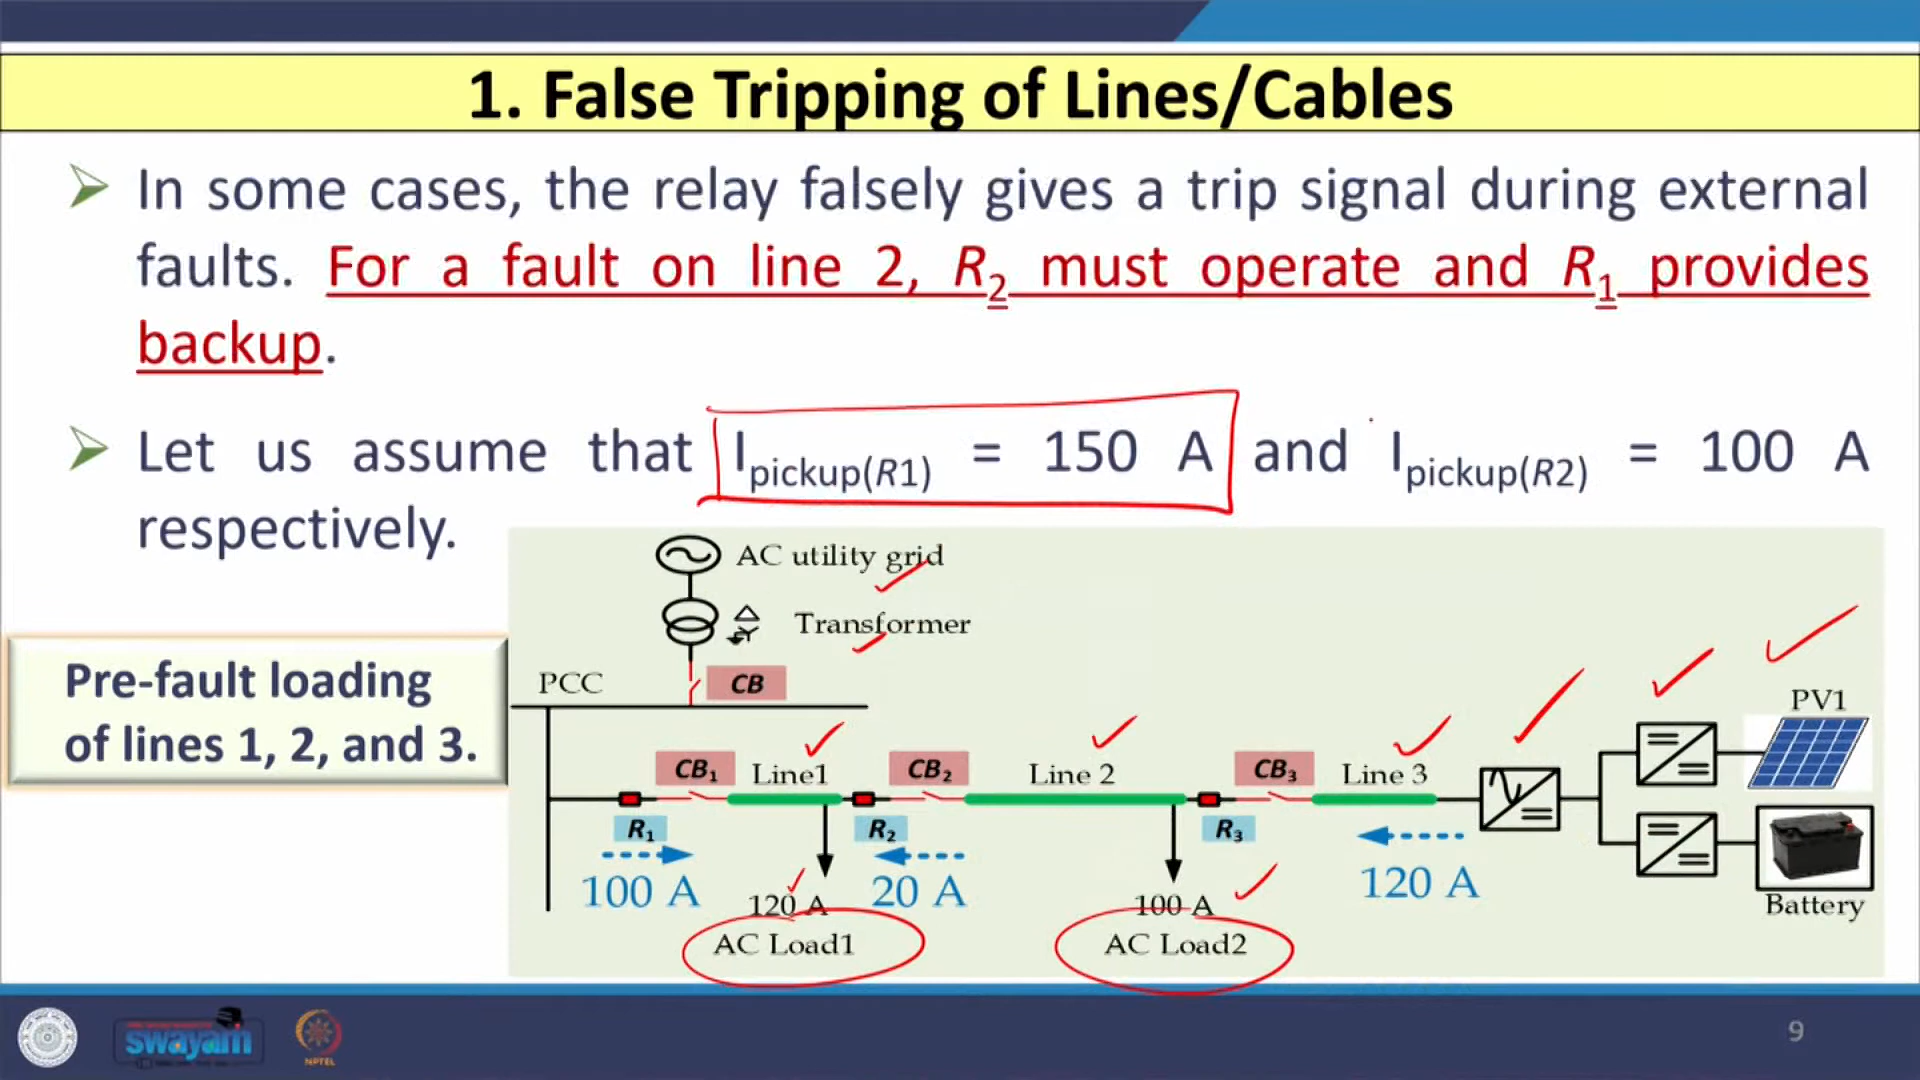 1. False Tripping of Lines/Cables
In some cases, the relay falsely gives a trip signal during external
faults. For a fault on line 2, R2 must operate and R1 provides
backup.
Let us assume that Ipickup(R1) = 150 A and Ipickup(R2) = 100 A
respectively.
Pre-fault loading
of lines 1, 2, and 3.
AC utility grid
Transformer
PCC
CB
PV1
CB1
Line1
CB2
Line 2
CB3
Line 3
R1
R2
R3
100 A
120 A
20 A
100 A
120 A
AC Load1
AC Load2
Battery
swayam
NPTEL
9